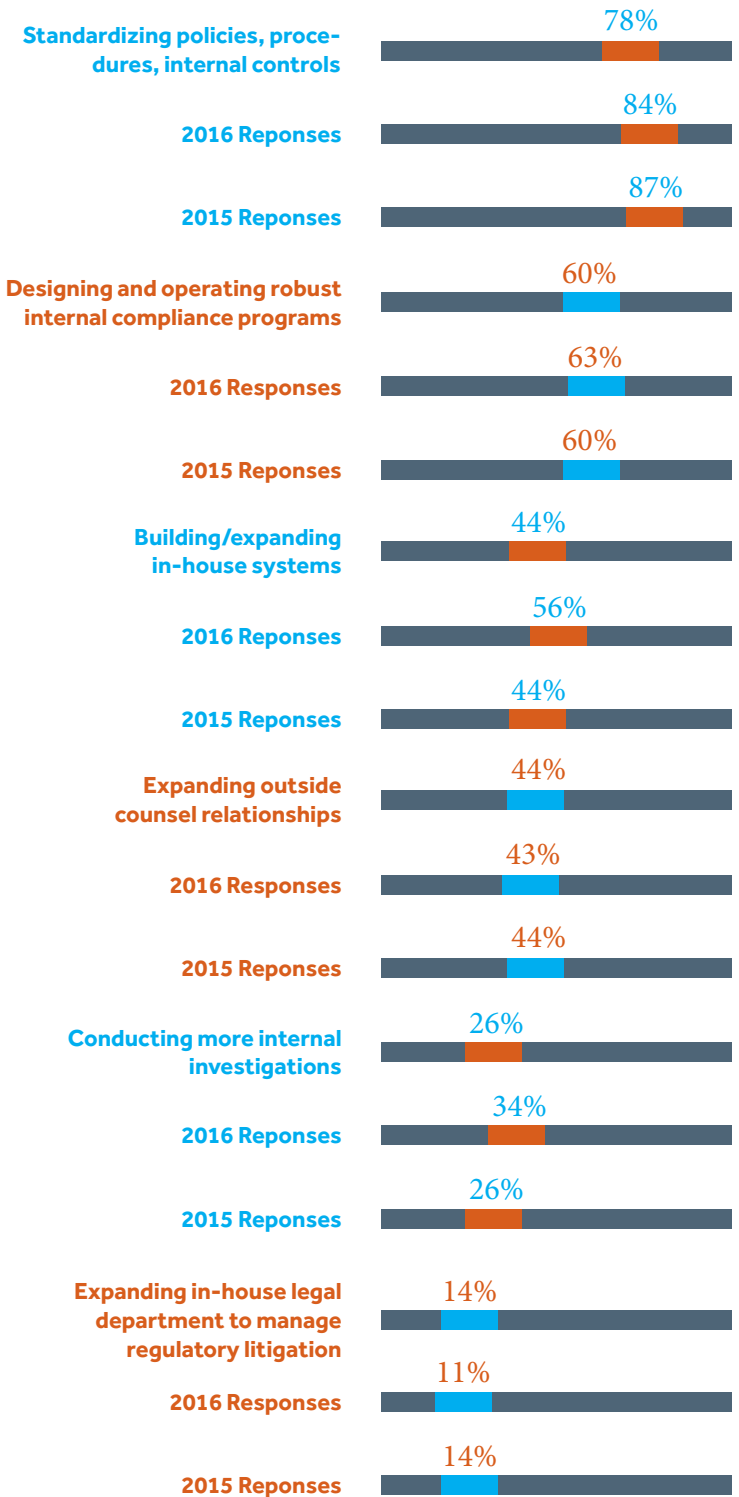 78%
Standardizing policies, proce-
dures, internal controls
84%
2016 Reponses
87%
2015 Reponses
60%
Designing and operating robust
internal compliance programs
63%
2016 Responses
60%
2015 Reponses
44%
Building/expanding
in-house systems
56%
2016 Reponses
44%
2015 Reponses
44%
Expanding outside
counsel relationships
43%
2016 Responses
44%
2015 Reponses
26%
Conducting more internal
investigations
34%
2016 Reponses
26%
2015 Reponses
14%
Expanding in-house legal
department to manage
regulatory litigation
11%
2016 Responses
14%
2015 Reponses